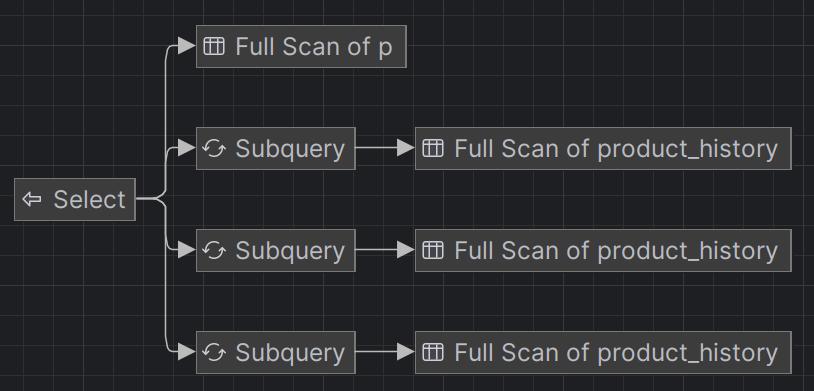 Full Scan of p
Subquery
Full Scan of product_history
Select
Subquery
Full Scan of product_history
Subquery
Full Scan of product_history